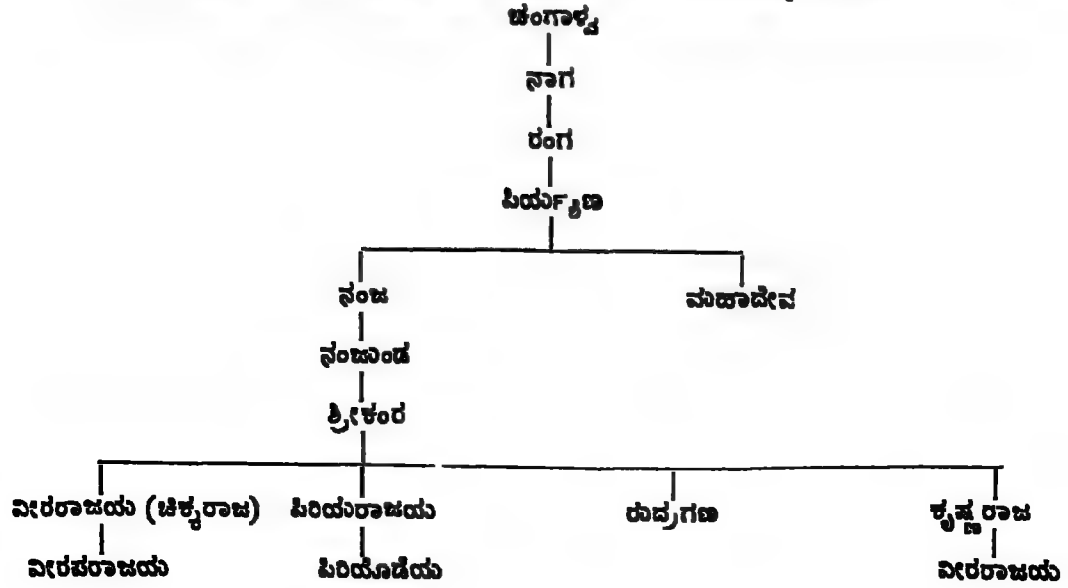 ಚಂಗಾಳ್ವ
ನಾಗ
ರಂಗ
ಪಿರ್ಯ್ಯಣ
ನಂಜ ಮಹಾದೇವ
ನಂಜುಂಡ
ಶ್ರೀಕಂಠ
ವೀರರಾಜಯ (ಚಿಕ್ಕರಾಜ) ಪಿರಿಯರಾಜಯ ರುದ್ರಗಣ ಕೃಷ್ಣರಾಜ
ವೀರಪರಾಜಯ ಪಿರಿಯೊಡೆಯ ವೀರರಾಜಯ